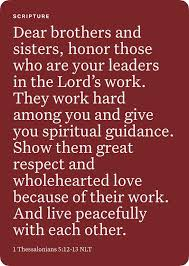 SCRIPTURE
Dear brothers and
sisters, honor those
who are your leaders
in the Lord's work.
They work hard
among you and give
you spiritual guidance.
Show them great
respect and
wholehearted love
because of their work.
And live peacefully
with each other.
1 Thessalonians 5:12-13 NLT